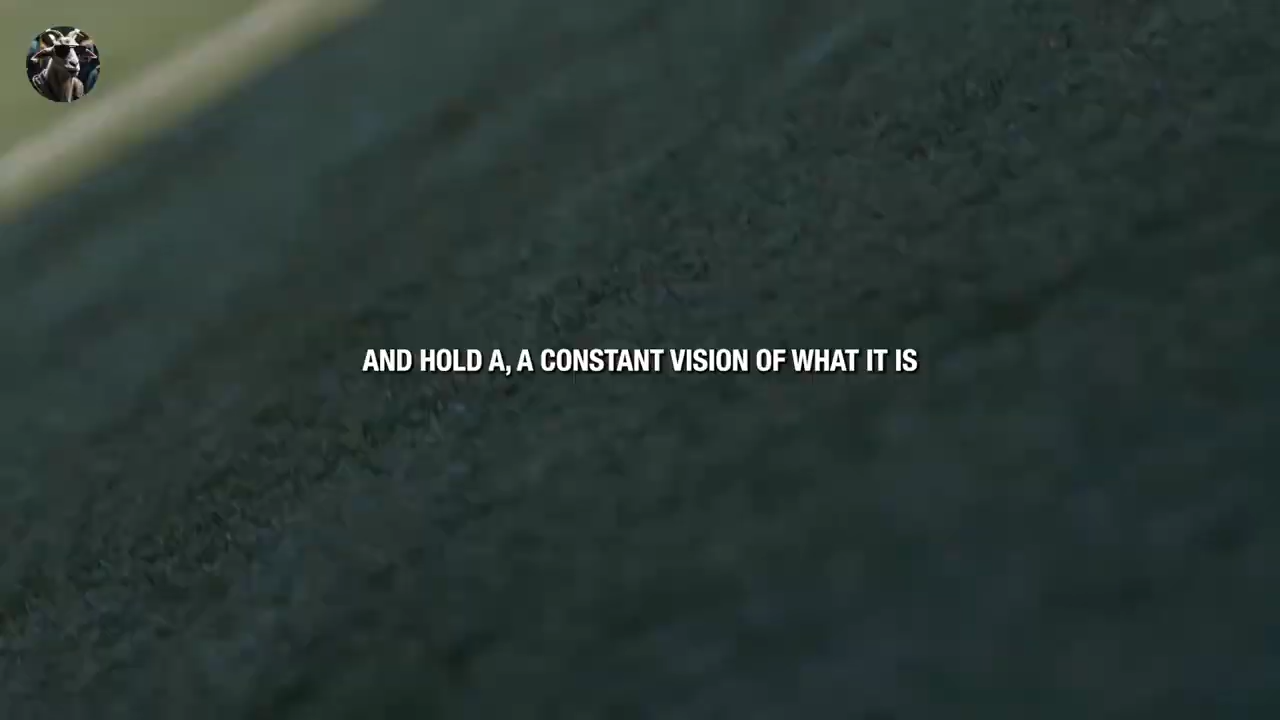 AND HOLD A, A CONSTANT VISION OF WHAT IT IS